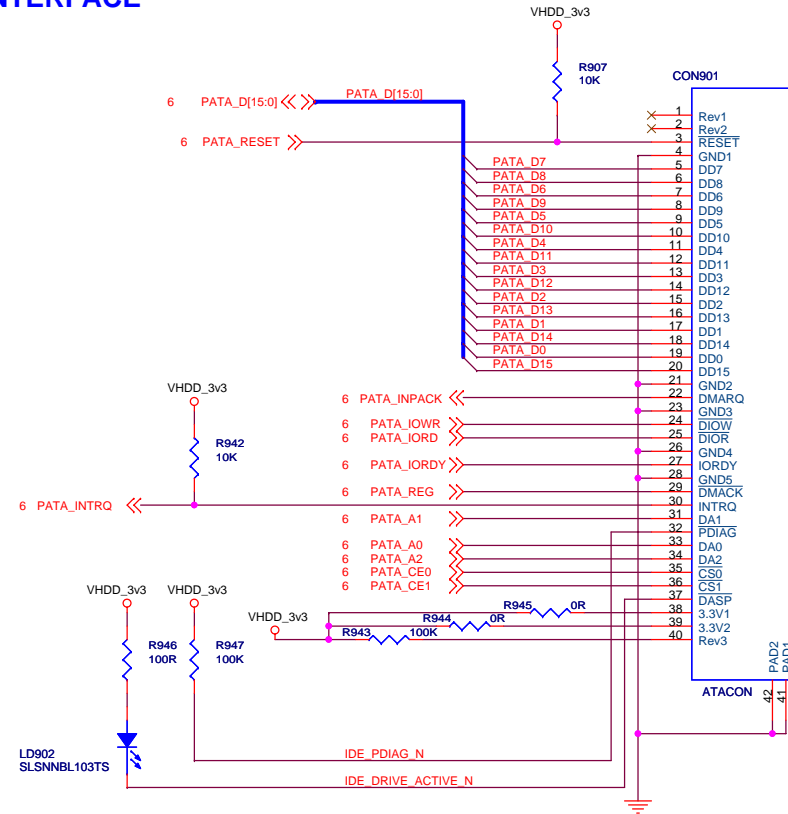 NTERFACE
VHDD_3v3
R907
10K
CON901
6 PATA_D[15:0] PATA_D[15:0]
6 PATA_RESET
1 Rev1
2 Rev2
3 RESET
4 GND1
PATA_D7 5 DD7
PATA_D8 6 DD8
PATA_D6 7 DD6
PATA_D9 8 DD9
PATA_D5 9 DD5
PATA_D10 10 DD10
PATA_D4 11 DD4
PATA_D11 12 DD11
PATA_D3 13 DD3
PATA_D12 14 DD12
PATA_D2 15 DD2
PATA_D13 16 DD13
PATA_D1 17 DD1
PATA_D14 18 DD14
PATA_D0 19 DD0
PATA_D15 20 DD15
21 GND2
VHDD_3v3
6 PATA_INPACK 22 DMARQ
23 GND3
6 PATA_IOWR 24 DIOW
6 PATA_IORD 25 DIOR
R942
10K
26 GND4
6 PATA_IORDY 27 IORDY
28 GND5
6 PATA_REG 29 DMACK
6 PATA_INTRQ 30 INTRQ
6 PATA_A1 31 DA1
32 PDIAG
6 PATA_A0 33 DA0
6 PATA_A2 34 DA2
6 PATA_CE0 35 CS0
6 PATA_CE1 36 CS1
37 DASP
VHDD_3v3 VHDD_3v3
R945 0R 38 3.3V1
VHDD_3v3 R944 0R 39 3.3V2
R943 100K 40 Rev3
R946
100R
R947
100K
PAD2
PAD1
ATACON
42
41
LD902
SLSNNBL103TS
IDE_PDIAG_N
IDE_DRIVE_ACTIVE_N